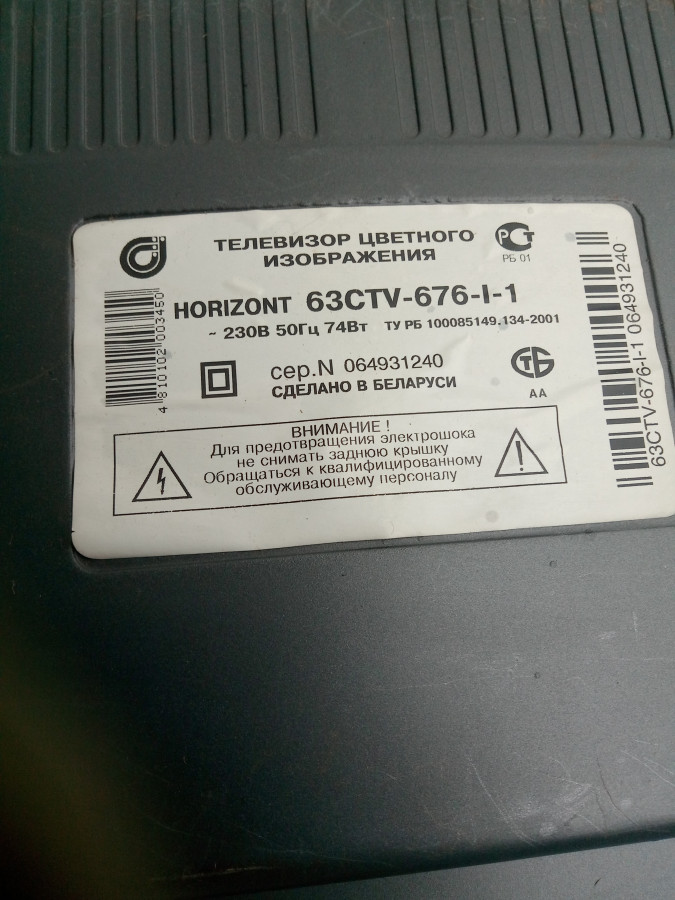 ТЕЛЕВИЗОР ЦВЕТНОГО
ИЗОБРАЖЕНИЯ
РСТ
РБ 01
HORIZONT 63CTV-676-I-1
~ 230В 50Гц 74Вт ТУ РБ 100085149.134-2001
сер.N 064931240
СДЕЛАНО В БЕЛАРУСИ
СТБ
АА
ВНИМАНИЕ !
Для предотвращения электрошока
не снимать заднюю крышку
Обращаться к квалифицированному
обслуживающему персоналу
4 810102 003450
63CTV-676-I-1 064931240